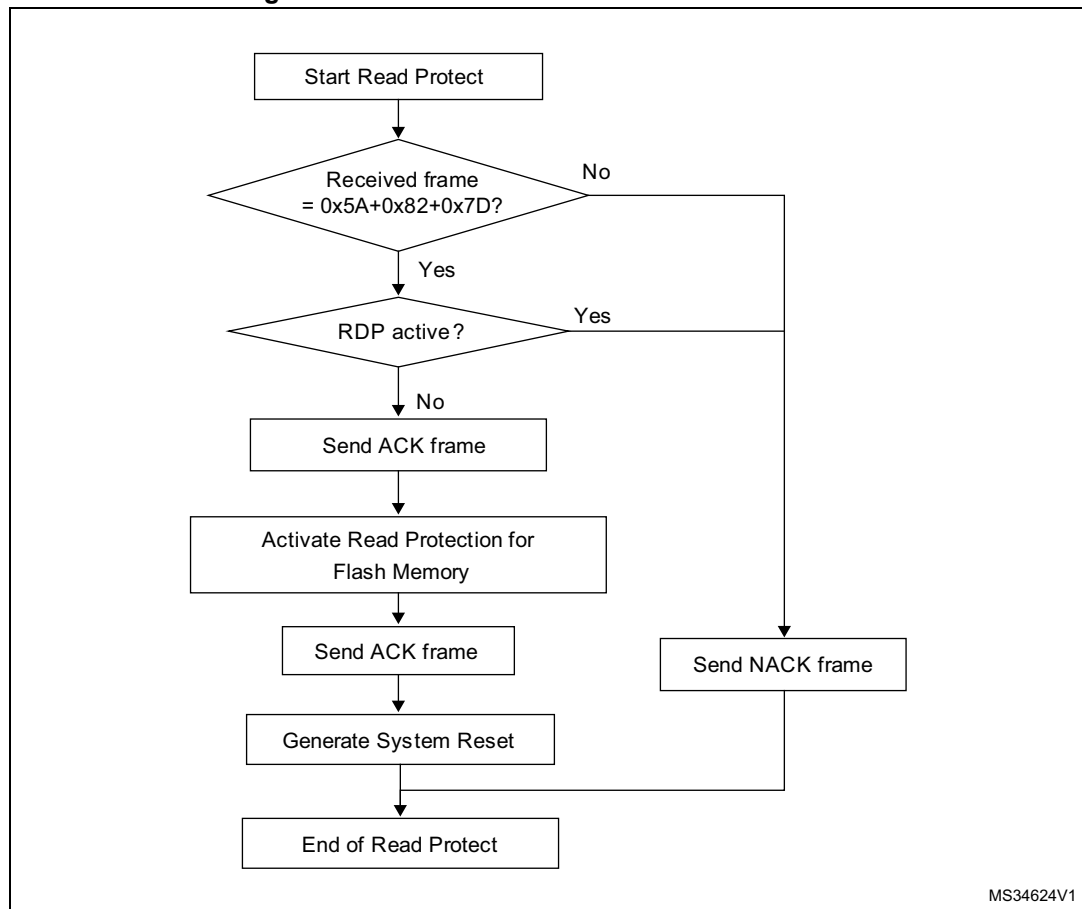 Start Read Protect
Received frame
= 0x5A+0x82+0x7D?
No
Yes
RDP active?
Yes
No
Send ACK frame
Activate Read Protection for
Flash Memory
Send ACK frame
Send NACK frame
Generate System Reset
End of Read Protect
MS34624V1